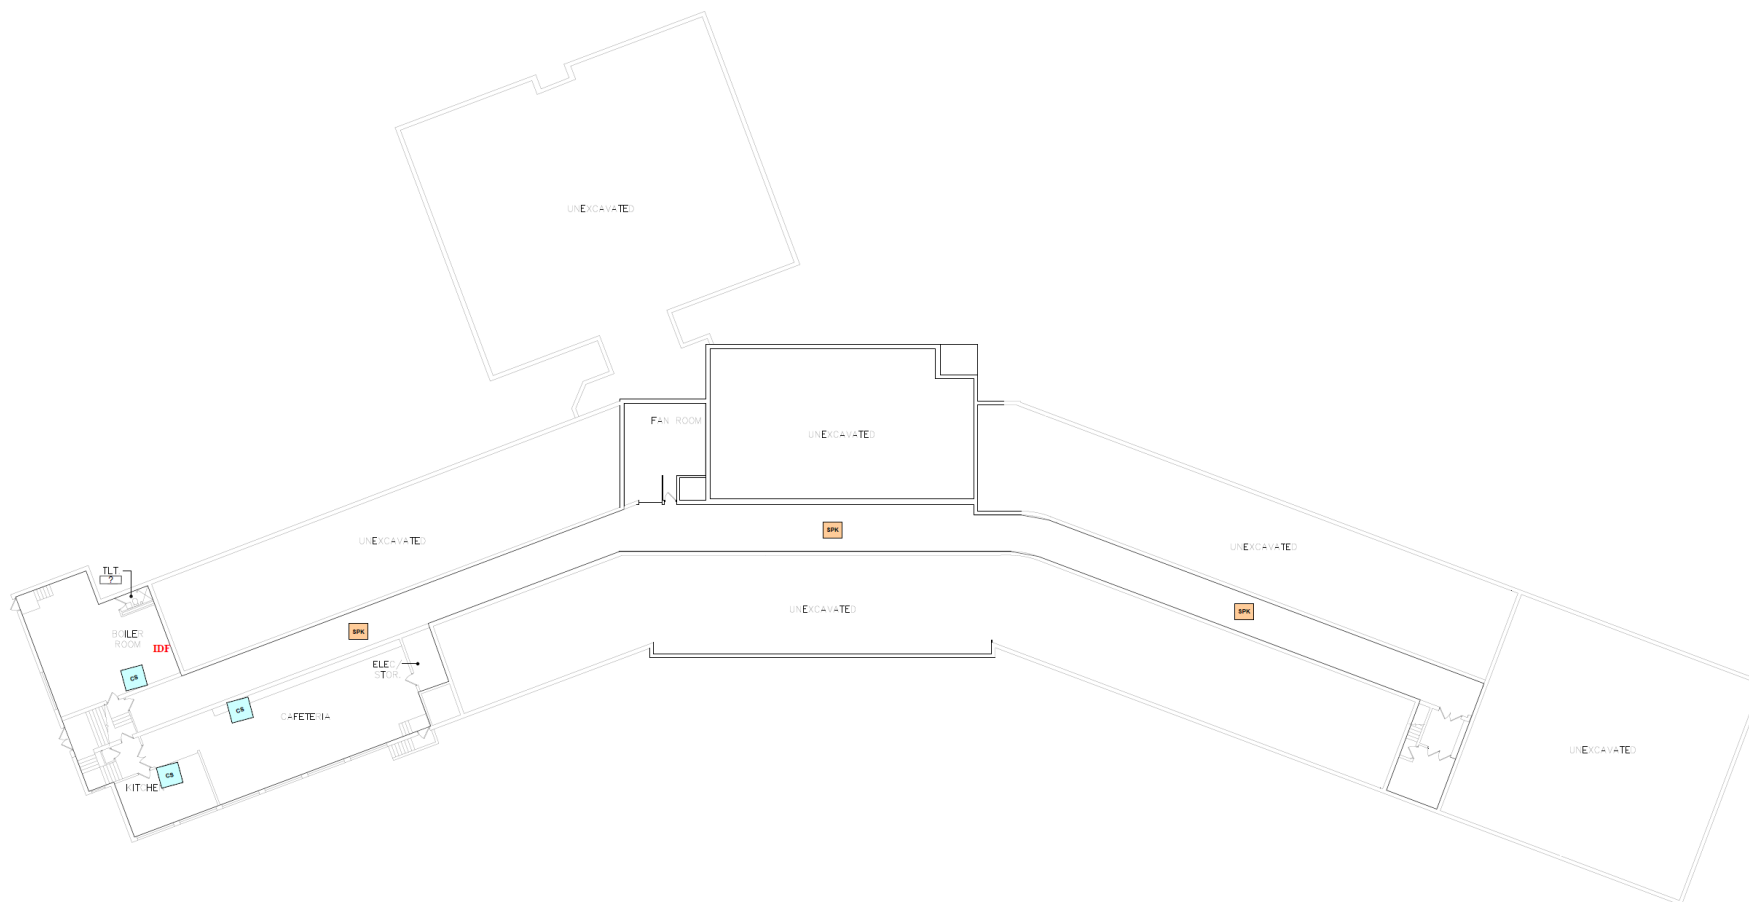 UNEXCAVATED
FAN ROOM
UNEXCAVATED
SPK
UNEXCAVATED
UNEXCAVATED
TLT.
?
UNEXCAVATED
SPK
SPK
BOILER
ROOM
IDF
ELEC/
STOR.
CS
CS
CAFETERIA
UNEXCAVATED
CS
KITCHE